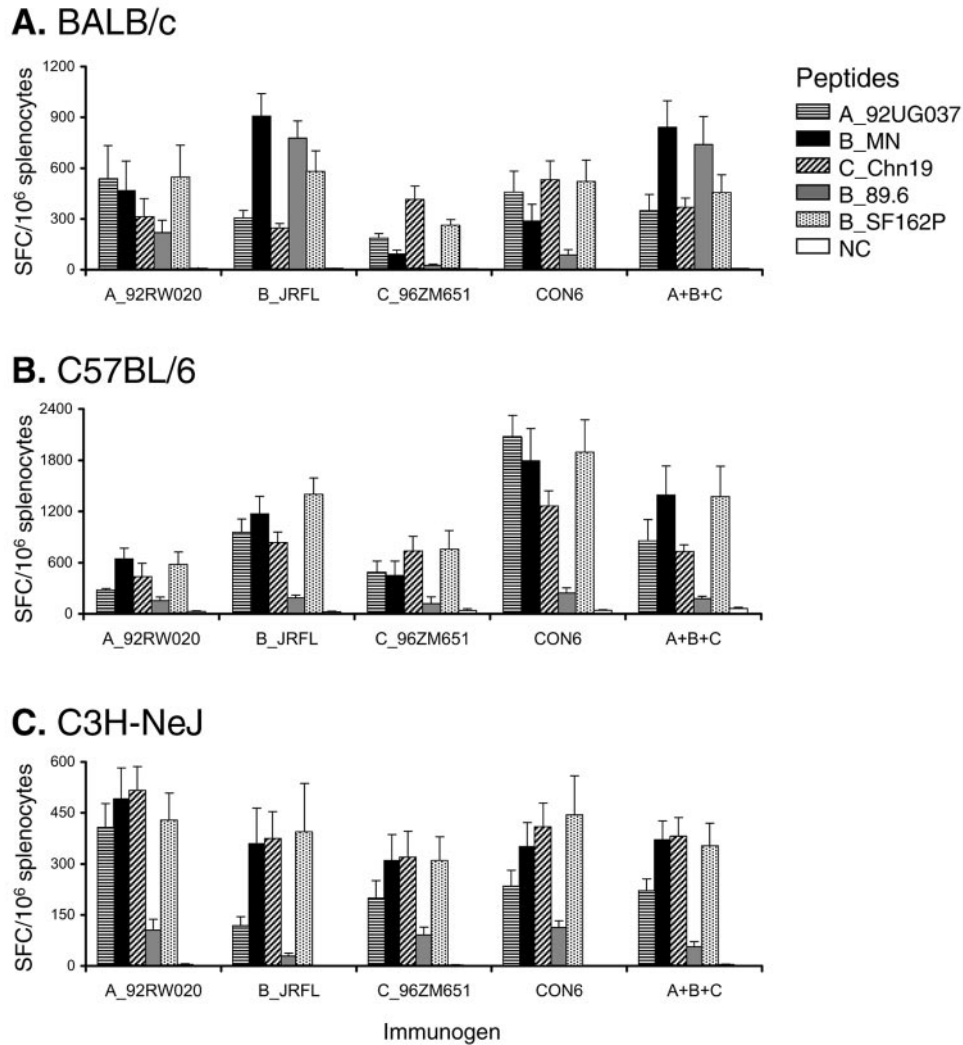 A. BALB/c
SFC/10⁶ splenocytes
1200
900
600
300
0
A_92RW020 B_JRFL C_96ZM651 CON6 A+B+C
Peptides
A_92UG037
B_MN
C_Chn19
B_89.6
B_SF162P
NC
B. C57BL/6
SFC/10⁶ splenocytes
2400
1800
1200
600
0
A_92RW020 B_JRFL C_96ZM651 CON6 A+B+C
C. C3H-NeJ
SFC/10⁶ splenocytes
600
450
300
150
0
A_92RW020 B_JRFL C_96ZM651 CON6 A+B+C
Immunogen